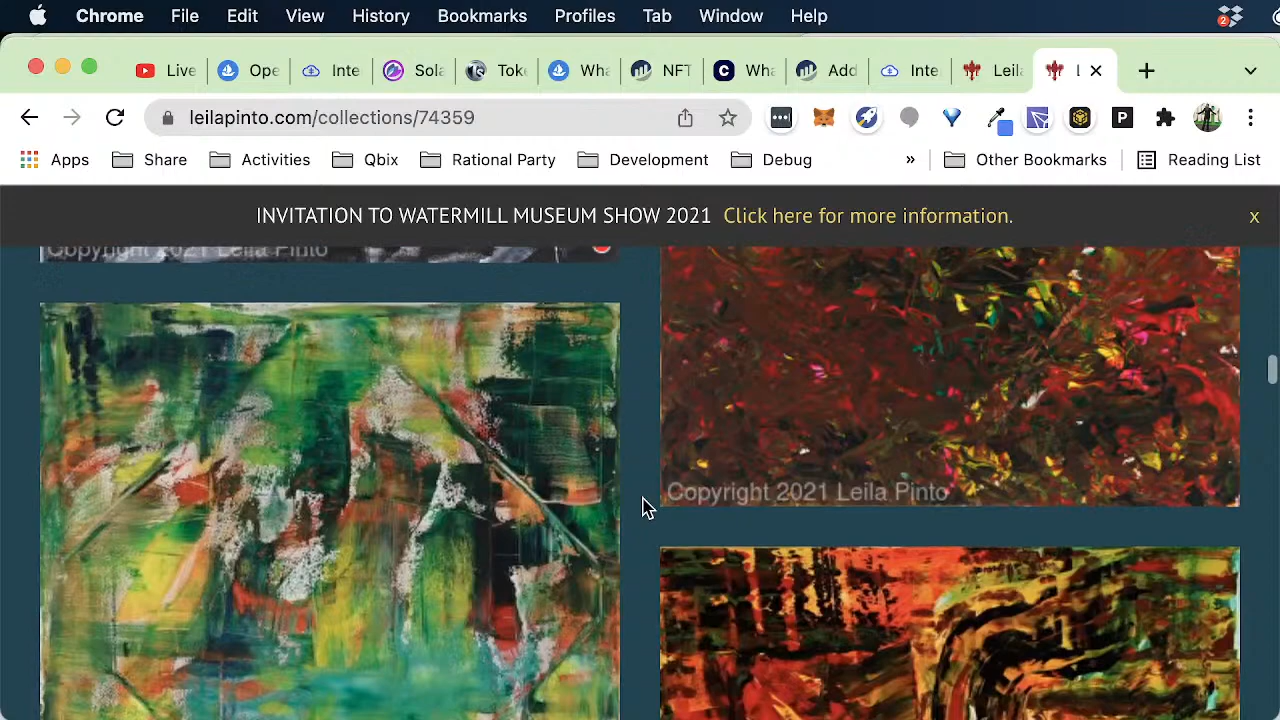 Chrome File Edit View History Bookmarks Profiles Tab Window Help 2
Live Ope Inte Sola Toke Wha NFT Wha Add Inte Leila L
leilapinto.com/collections/74359
Apps Share Activities Qbix Rational Party Development Debug » Other Bookmarks Reading List
INVITATION TO WATERMILL MUSEUM SHOW 2021 Click here for more information. x
Copyright 2021 Leila Pinto
Copyright 2021 Leila Pinto